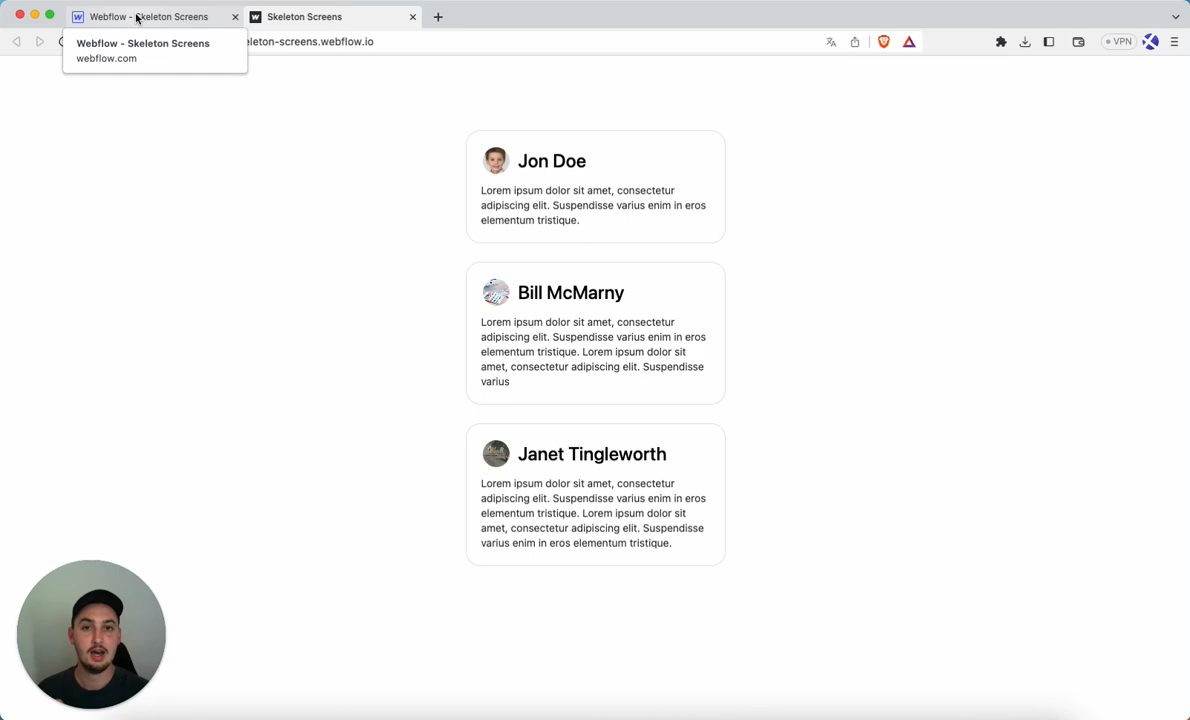 Webflow - Skeleton Screens
Skeleton Screens
Webflow - Skeleton Screens
webflow.com
eleton-screens.webflow.io
VPN
Jon Doe
Lorem ipsum dolor sit amet, consectetur
adipiscing elit. Suspendisse varius enim in eros
elementum tristique.
Bill McMarny
Lorem ipsum dolor sit amet, consectetur
adipiscing elit. Suspendisse varius enim in eros
elementum tristique. Lorem ipsum dolor sit
amet, consectetur adipiscing elit. Suspendisse
varius
Janet Tingleworth
Lorem ipsum dolor sit amet, consectetur
adipiscing elit. Suspendisse varius enim in eros
elementum tristique. Lorem ipsum dolor sit
amet, consectetur adipiscing elit. Suspendisse
varius enim in eros elementum tristique.